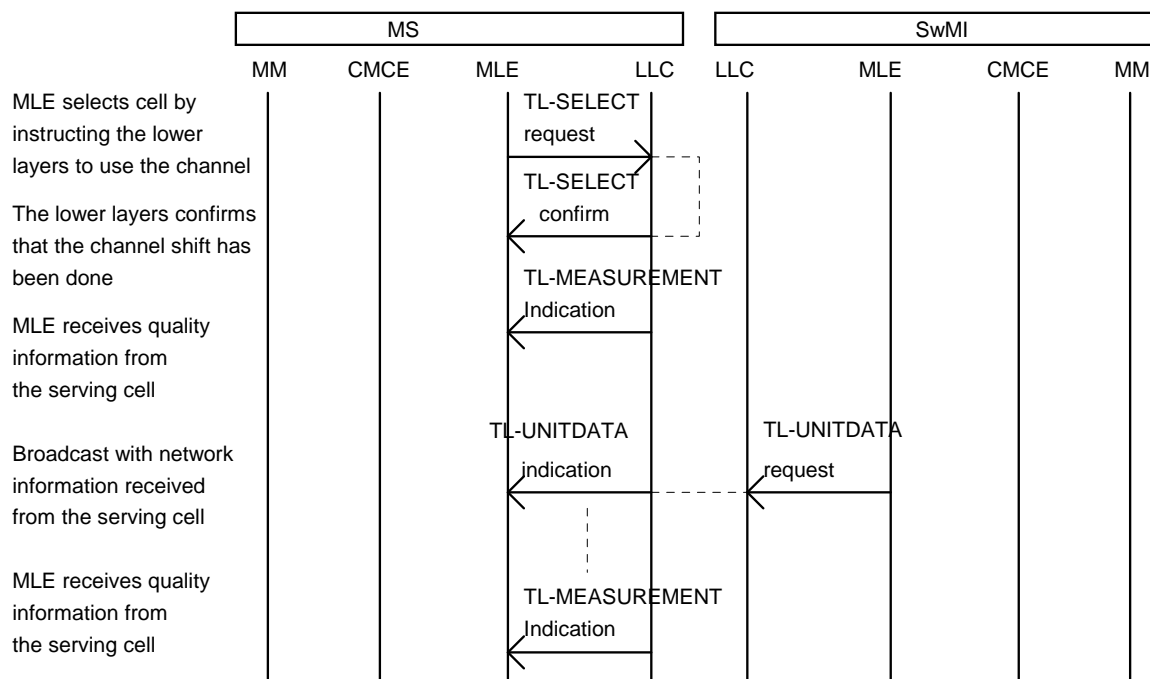 MS
SwMI
MM
CMCE
MLE
LLC
LLC
MLE
CMCE
MM
MLE selects cell by
instructing the lower
layers to use the channel
TL-SELECT
request
TL-SELECT
confirm
The lower layers confirms
that the channel shift has
been done
TL-MEASUREMENT
Indication
MLE receives quality
information from
the serving cell
TL-UNITDATA
indication
TL-UNITDATA
request
Broadcast with network
information received
from the serving cell
MLE receives quality
information from
the serving cell
TL-MEASUREMENT
Indication